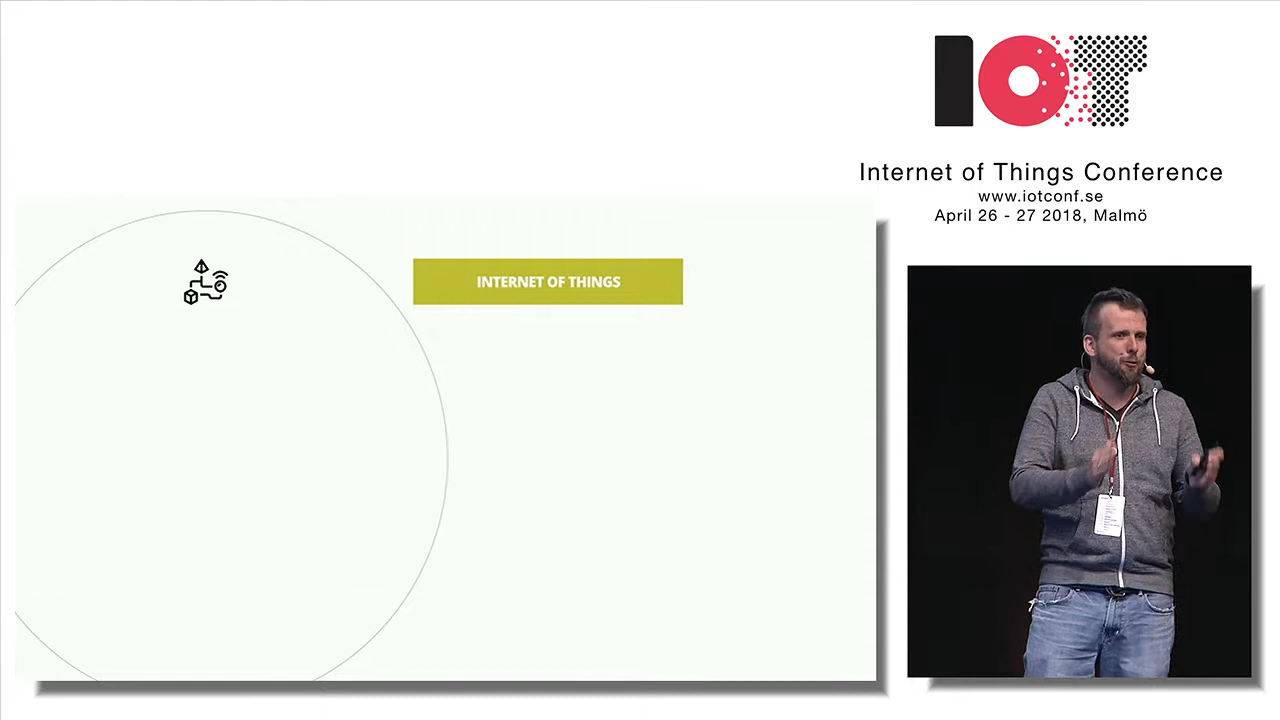 IOT
Internet of Things Conference
www.iotconf.se
April 26 - 27 2018, Malmö
INTERNET OF THINGS